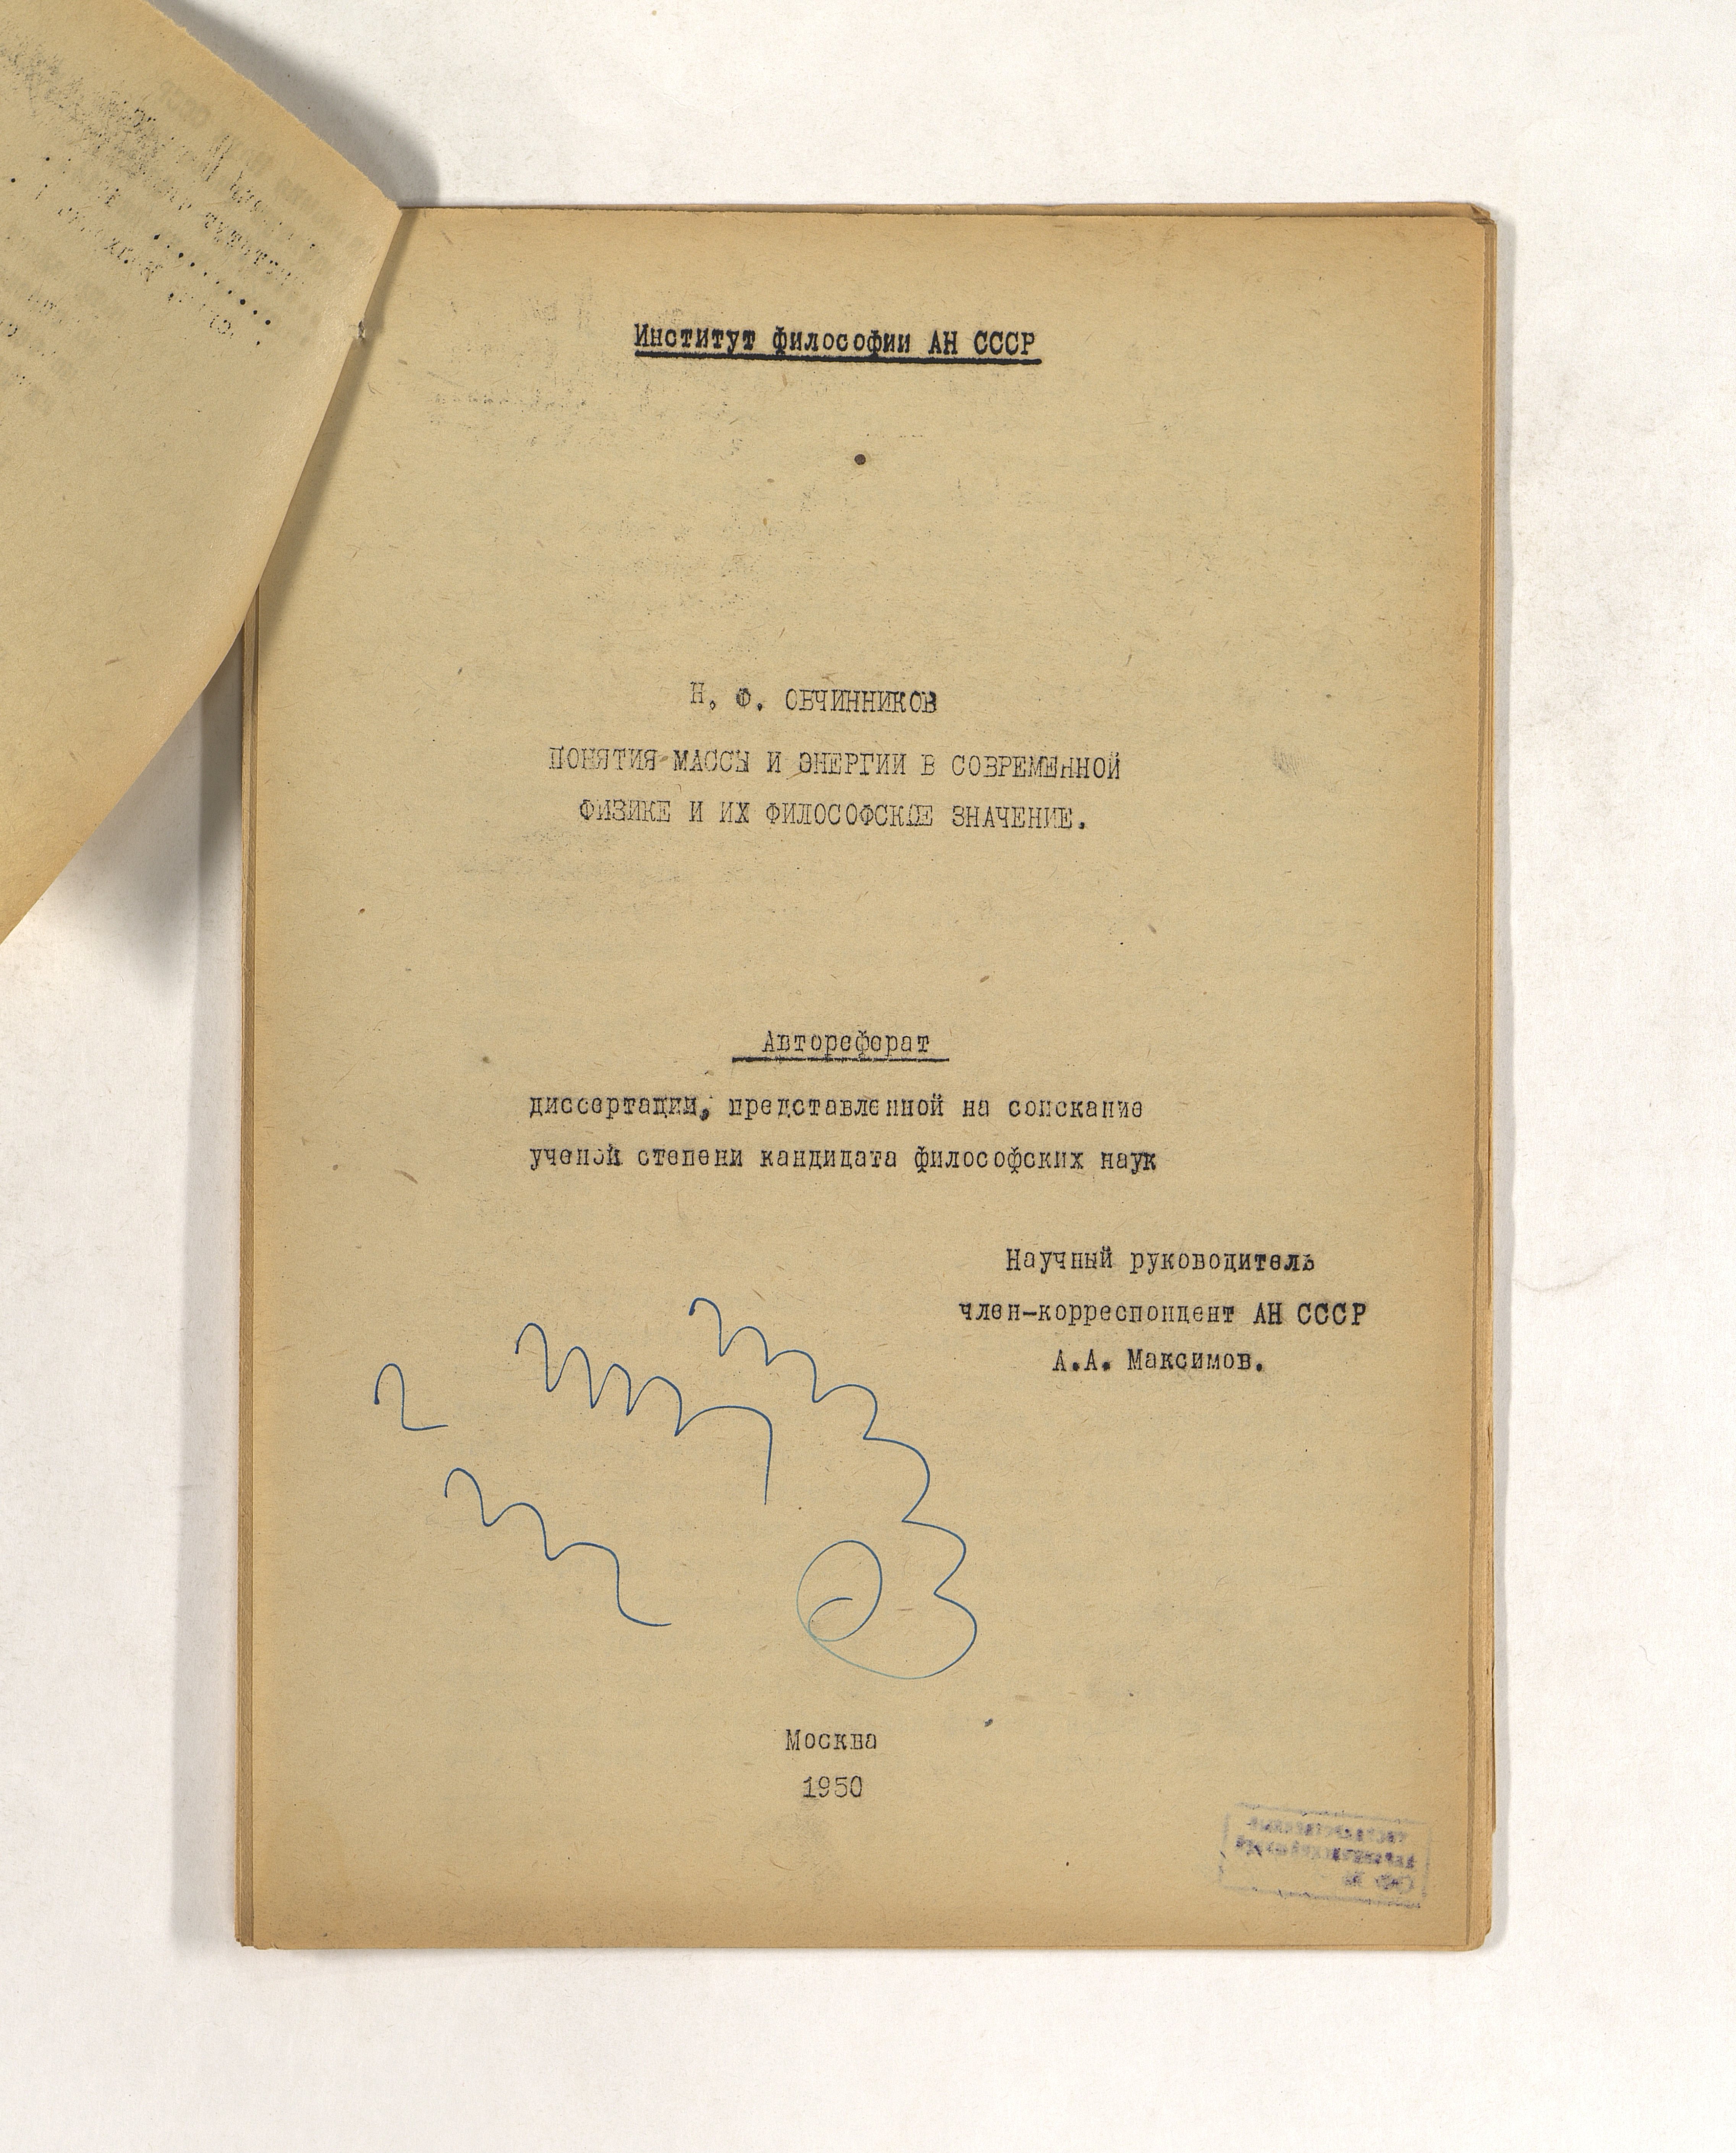 Институт философии АН СССР
Н. Ф. ОВЧИННИКОВ
ПОНЯТИЯ МАССЫ И ЭНЕРГИИ В СОВРЕМЕННОЙ
ФИЗИКЕ И ИХ ФИЛОСОФСКОЕ ЗНАЧЕНИЕ.
Автореферат
диссертации, представленной на соискание
ученой степени кандидата философских наук
Научный руководитель
член-корреспондент АН СССР
А.А. Максимов.
Москва
1950